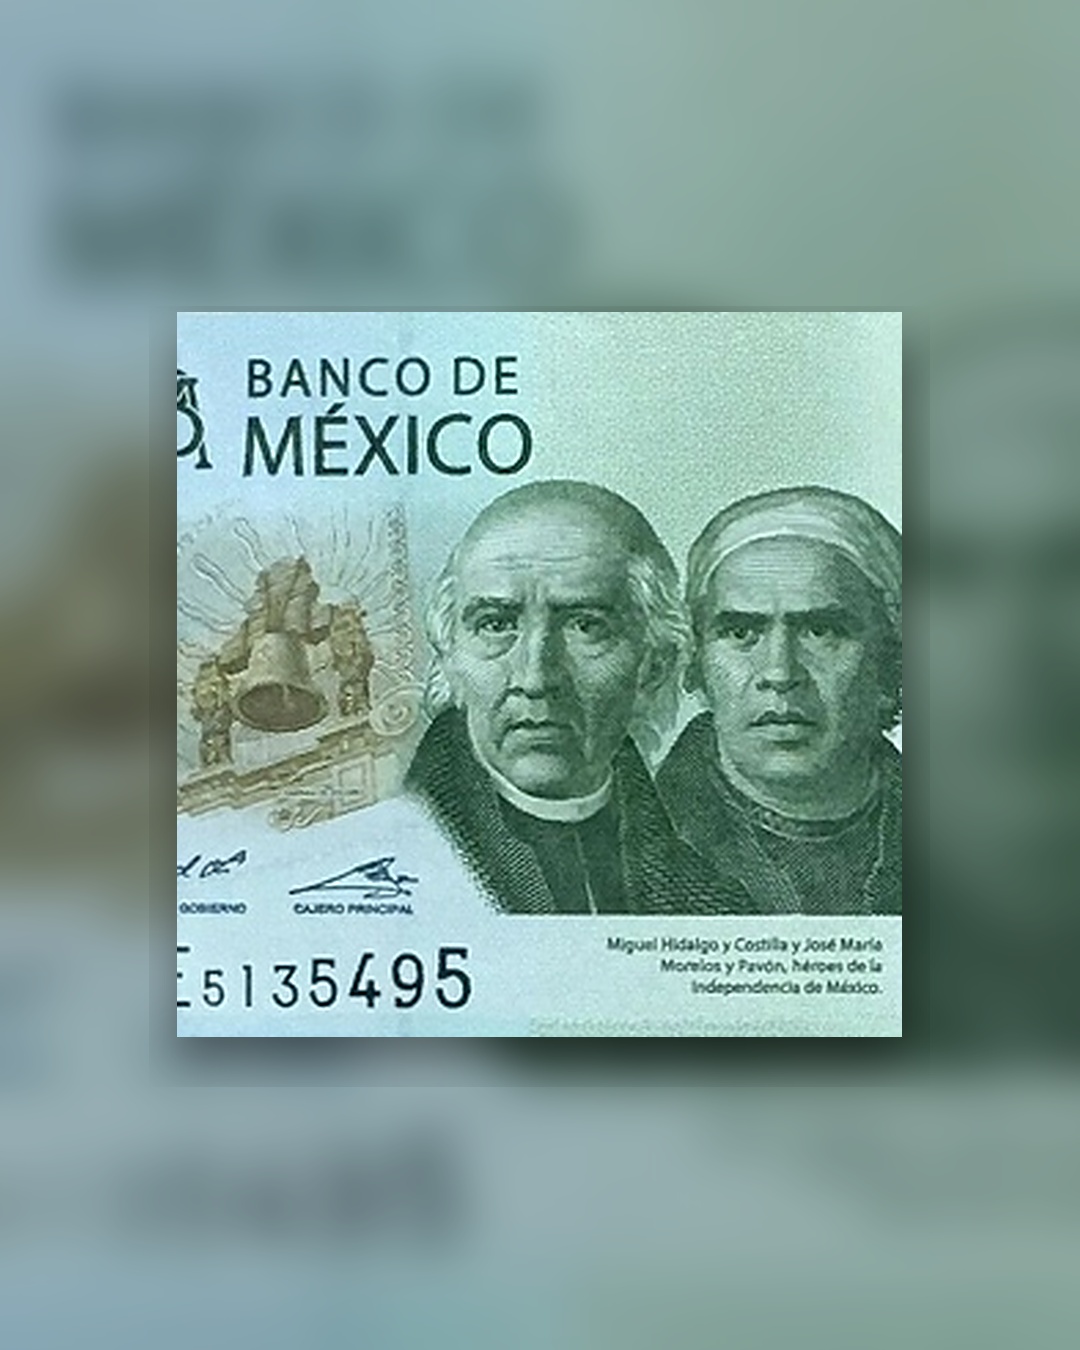 BANCO DE
MÉXICO
GOBIERNO
CAJERO PRINCIPAL
5135495
Miguel Hidalgo y Costilla y José María
Morelos y Pavón, héroes de la
Independencia de México.